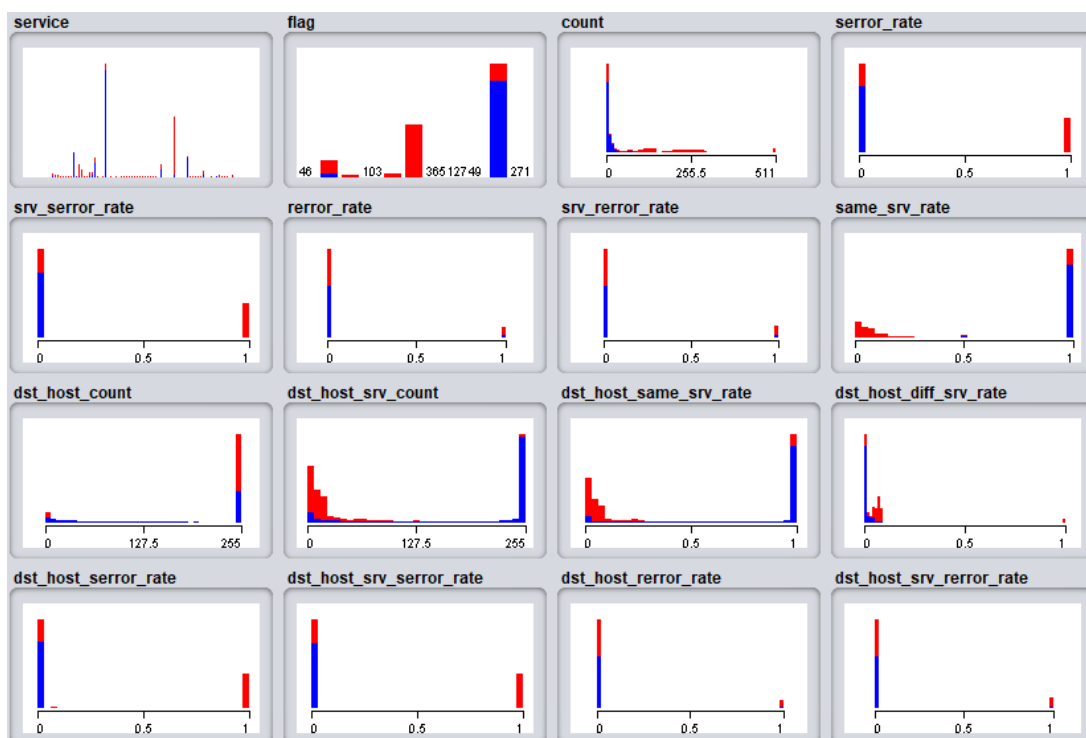 service flag count serror_rate
46 103 365 127 49 271
0 255.5 511
0 0.5 1
srv_serror_rate rerror_rate srv_rerror_rate same_srv_rate
0 0.5 1
0 0.5 1
0 0.5 1
0 0.5 1
dst_host_count dst_host_srv_count dst_host_same_srv_rate dst_host_diff_srv_rate
0 127.5 255
0 127.5 255
0 0.5 1
0 0.5 1
dst_host_serror_rate dst_host_srv_serror_rate dst_host_rerror_rate dst_host_srv_rerror_rate
0 0.5 1
0 0.5 1
0 0.5 1
0 0.5 1